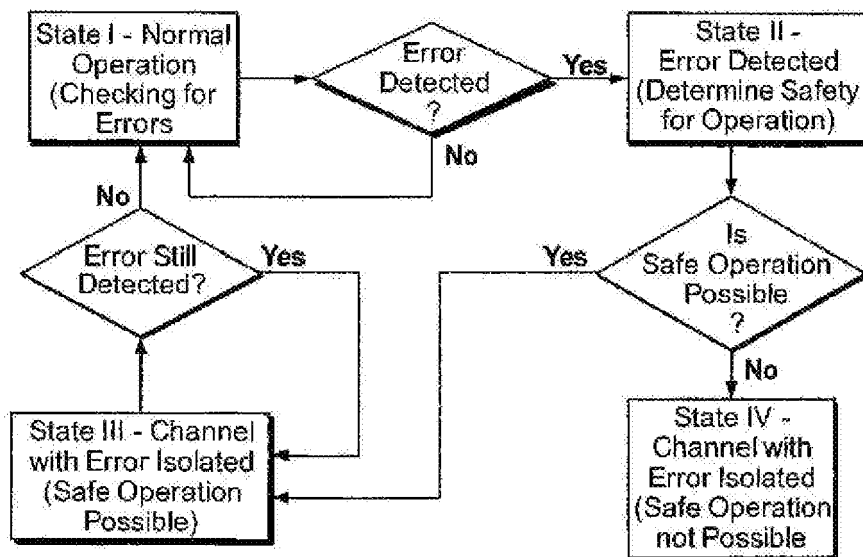 State I - Normal
Operation
(Checking for
Errors
Error
Detected
?
Yes
No
State II -
Error Detected
(Determine Safety
for Operation)
Is
Safe Operation
Possible
?
Yes
No
Error Still
Detected?
No
Yes
State III - Channel
with Error Isolated
(Safe Operation
Possible)
State IV -
Channel with
Error Isolated
(Safe Operation
not Possible